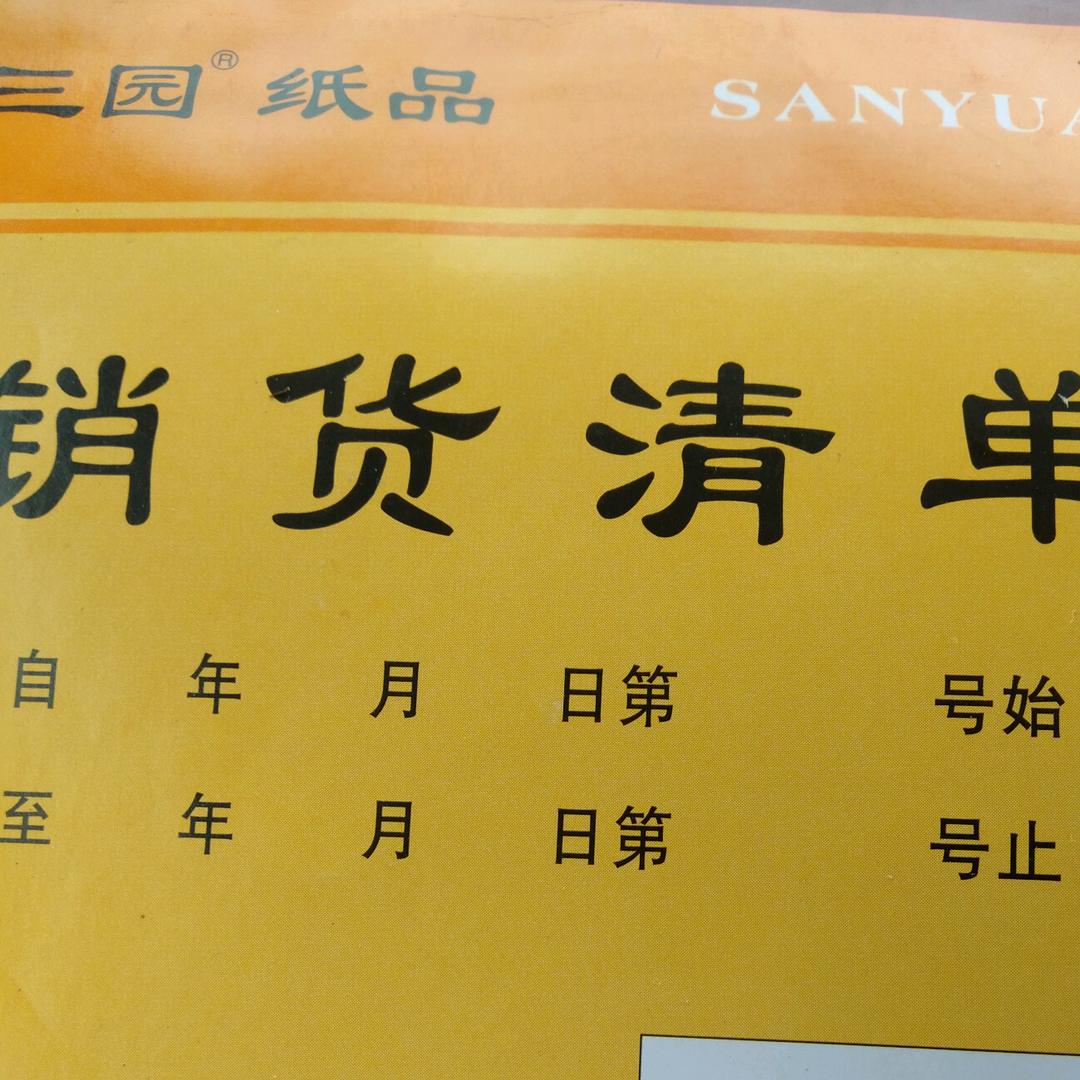 三园® 纸品 SANYUA
销货清单
自 年 月 日第 号始
至 年 月 日第 号止